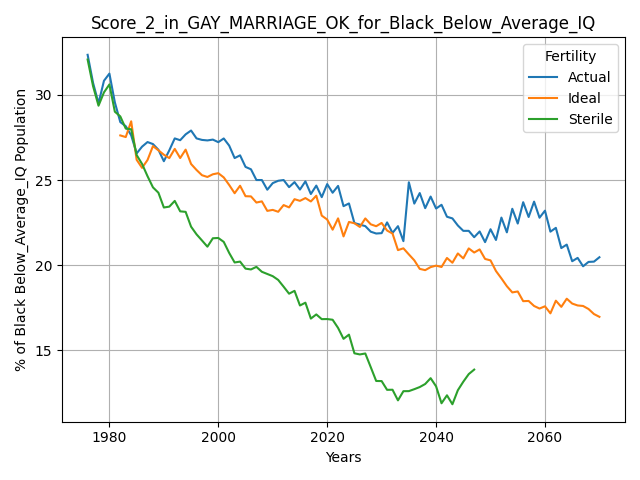 Score_2_in_GAY_MARRIAGE_OK_for_Black_Below_Average_IQ
Fertility
Actual
Ideal
Sterile
% of Black Below_Average_IQ Population
30
25
20
15
1980
2000
2020
2040
2060
Years